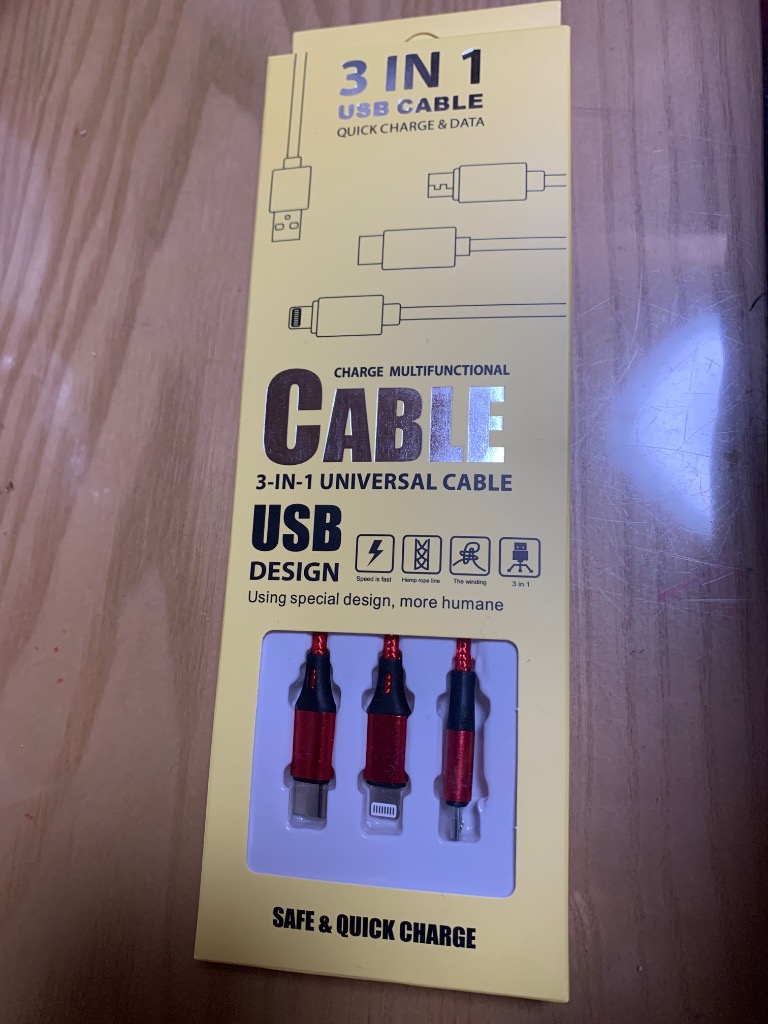 3 IN 1
USB CABLE
QUICK CHARGE & DATA
CHARGE MULTIFUNCTIONAL
CABLE
3-IN-1 UNIVERSAL CABLE
USB
DESIGN
Speed is fast
Hemp rope line
The winding
3 in 1
Using special design, more humane
SAFE & QUICK CHARGE